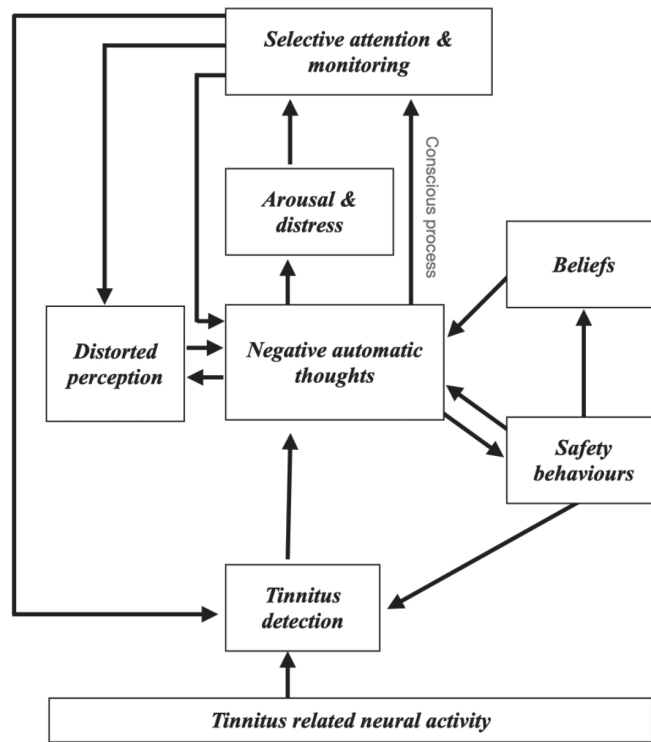 Selective attention &
monitoring
Conscious process
Arousal &
distress
Beliefs
Distorted
perception
Negative automatic
thoughts
Safety
behaviours
Tinnitus
detection
Tinnitus related neural activity